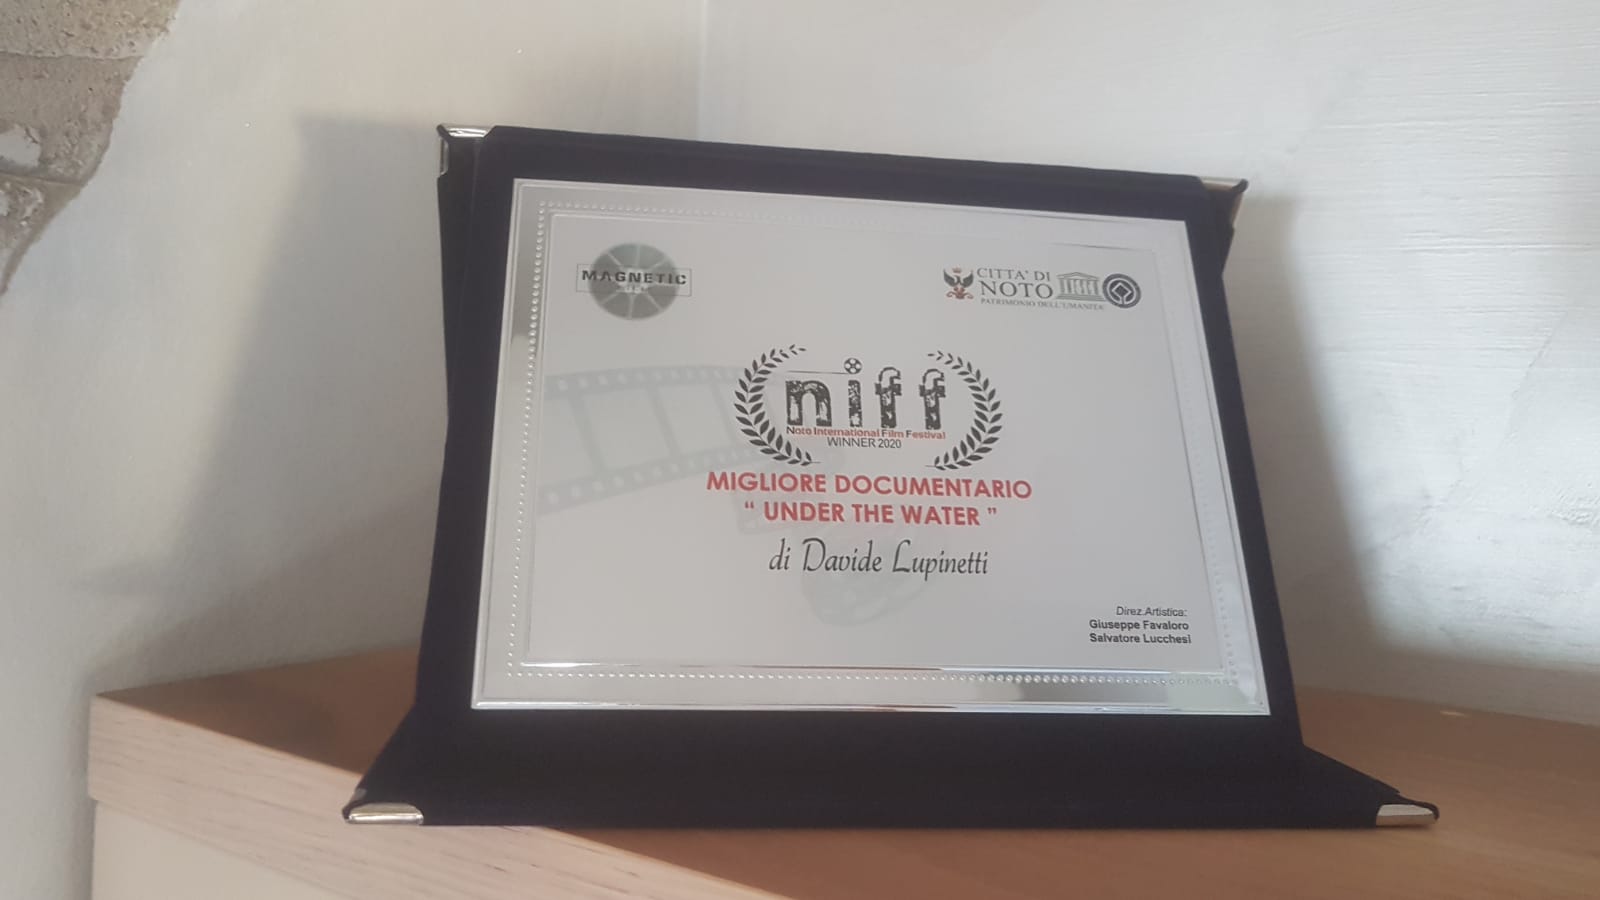 MAGNETIC
CITTA' DI
NOTO
PATRIMONIO DELL'UMANITA'
niff
Noto International Film Festival
WINNER 2020
MIGLIORE DOCUMENTARIO
“ UNDER THE WATER ”
di Davide Lupinetti
Direz.Artistica:
Giuseppe Favaloro
Salvatore Lucchesi